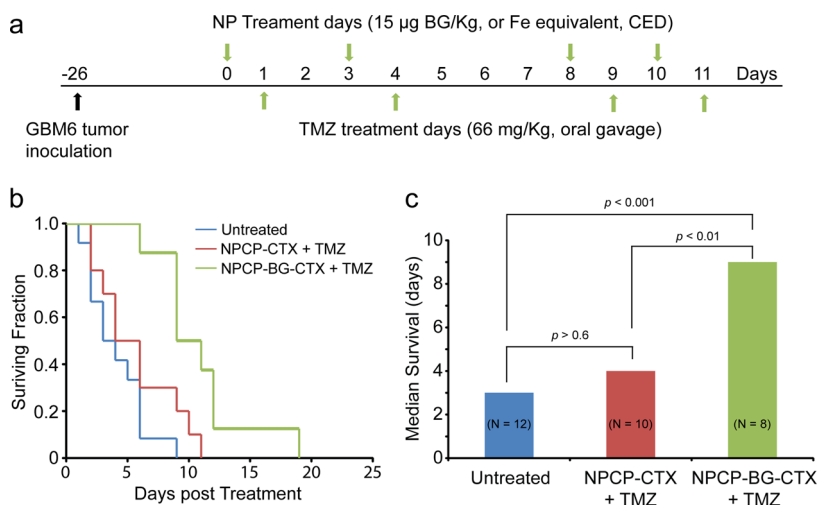 a
NP Treament days (15 µg BG/Kg, or Fe equivalent, CED)
-26 0 1 2 3 4 5 6 7 8 9 10 11 Days
GBM6 tumor
inoculation
TMZ treatment days (66 mg/Kg, oral gavage)
b
Suriving Fraction
1.0
0.8
0.6
0.4
0.2
0
0 5 10 15 20 25
Days post Treatment
Untreated
NPCP-CTX + TMZ
NPCP-BG-CTX + TMZ
c
Median Survival (days)
10
8
6
4
2
0
p < 0.001
p < 0.01
p > 0.6
(N = 12) (N = 10) (N = 8)
Untreated NPCP-CTX NPCP-BG-CTX
+ TMZ + TMZ